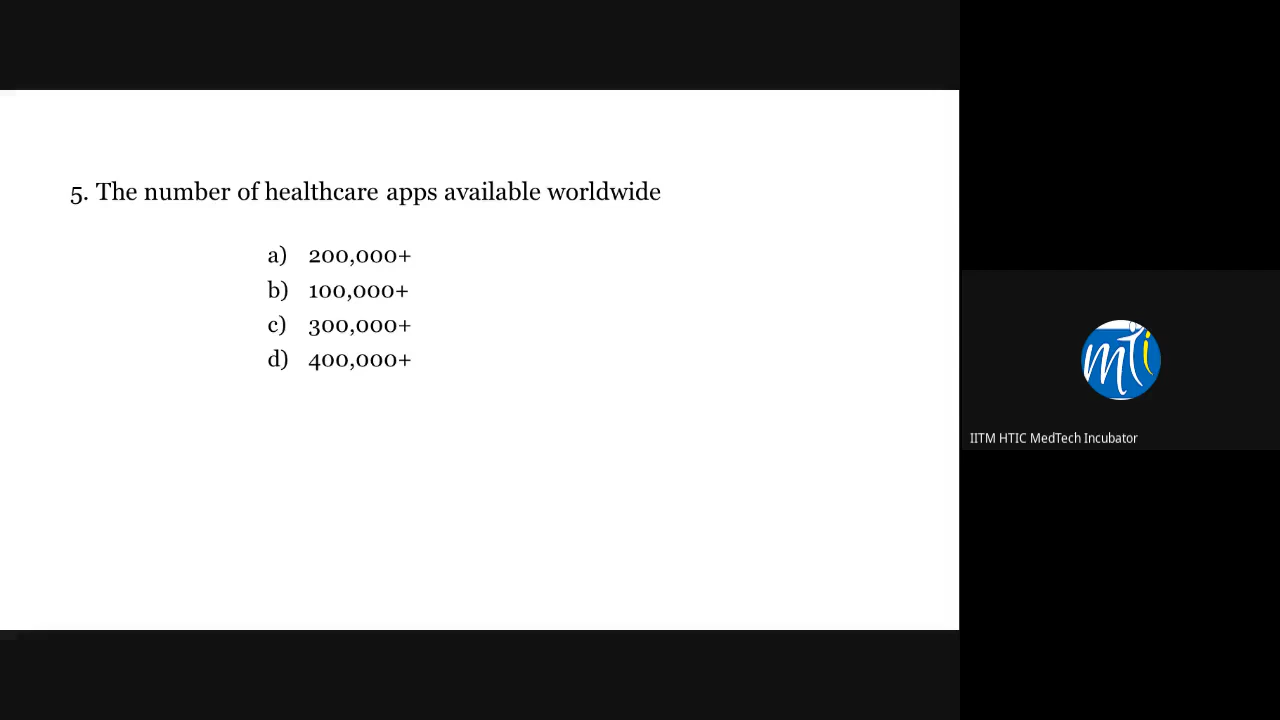 5. The number of healthcare apps available worldwide
a) 200,000+
b) 100,000+
c) 300,000+
d) 400,000+
mTi
IITM HTIC MedTech Incubator